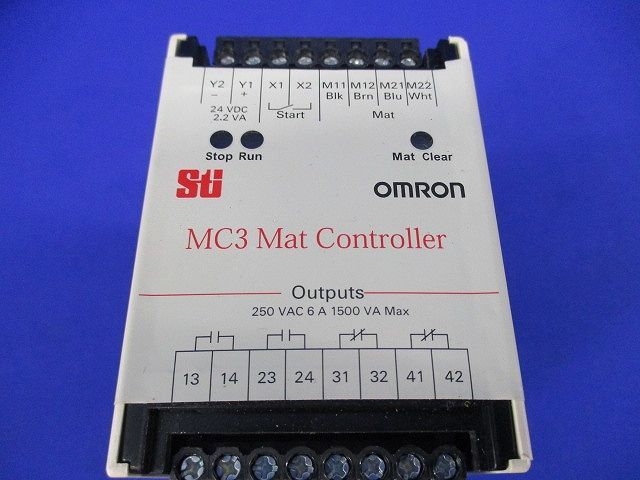 Y2 Y1 X1 X2 M11 M12 M21 M22
− + Blk Brn Blu Wht
24 VDC Start Mat
2.2 VA
Stop Run Mat Clear
Sti OMRON
MC3 Mat Controller
Outputs
250 VAC 6 A 1500 VA Max
13 14 23 24 31 32 41 42